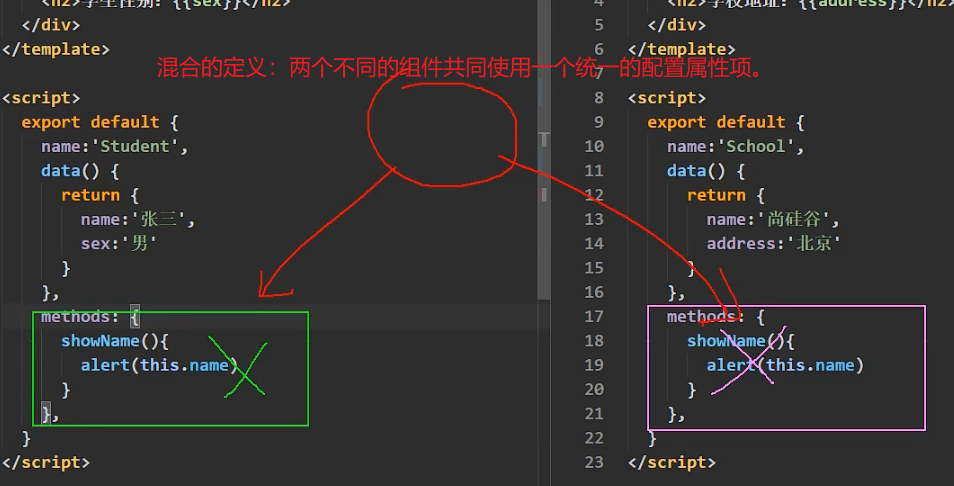 <h2>学生性别：{{sex}}</h2>
</div>
</template>
混合的定义：两个不同的组件共同使用一个统一的配置属性项。
<script>
export default {
name:'Student',
data() {
return {
name:'张三',
sex:'男'
}
},
methods: {
showName(){
alert(this.name)
}
},
}
</script>
4 <h2>学校地址：{{address}}</h2>
5 </div>
6 </template>
7
8 <script>
9 export default {
10 name:'School',
11 data() {
12 return {
13 name:'尚硅谷',
14 address:'北京'
15 }
16 },
17 methods: {
18 showName(){
19 alert(this.name)
20 }
21 },
22 }
23 </script>